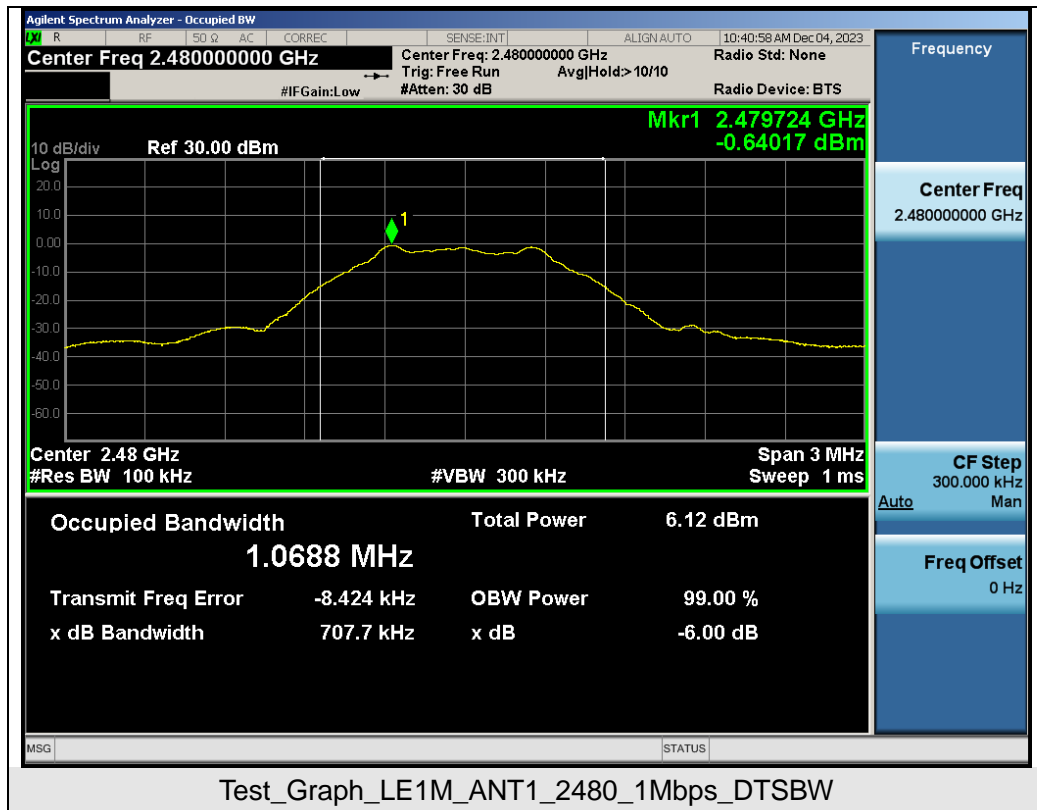 Agilent Spectrum Analyzer - Occupied BW
LXI R RF 50 Ω AC CORREC SENSE:INT ALIGN AUTO 10:40:58 AM Dec 04, 2023
Center Freq 2.480000000 GHz
Center Freq: 2.480000000 GHz
Radio Std: None
Trig: Free Run Avg|Hold:> 10/10
#IFGain:Low #Atten: 30 dB Radio Device: BTS
Mkr1 2.479724 GHz
-0.64017 dBm
10 dB/div Ref 30.00 dBm
Log
20.0
10.0
1
0.00
-10.0
-20.0
-30.0
-40.0
-50.0
-60.0
Center 2.48 GHz Span 3 MHz
#Res BW 100 kHz #VBW 300 kHz Sweep 1 ms
Occupied Bandwidth Total Power 6.12 dBm
1.0688 MHz
Transmit Freq Error -8.424 kHz OBW Power 99.00 %
x dB Bandwidth 707.7 kHz x dB -6.00 dB
MSG STATUS
Frequency
Center Freq
2.480000000 GHz
CF Step
300.000 kHz
Auto Man
Freq Offset
0 Hz
Test_Graph_LE1M_ANT1_2480_1Mbps_DTSBW